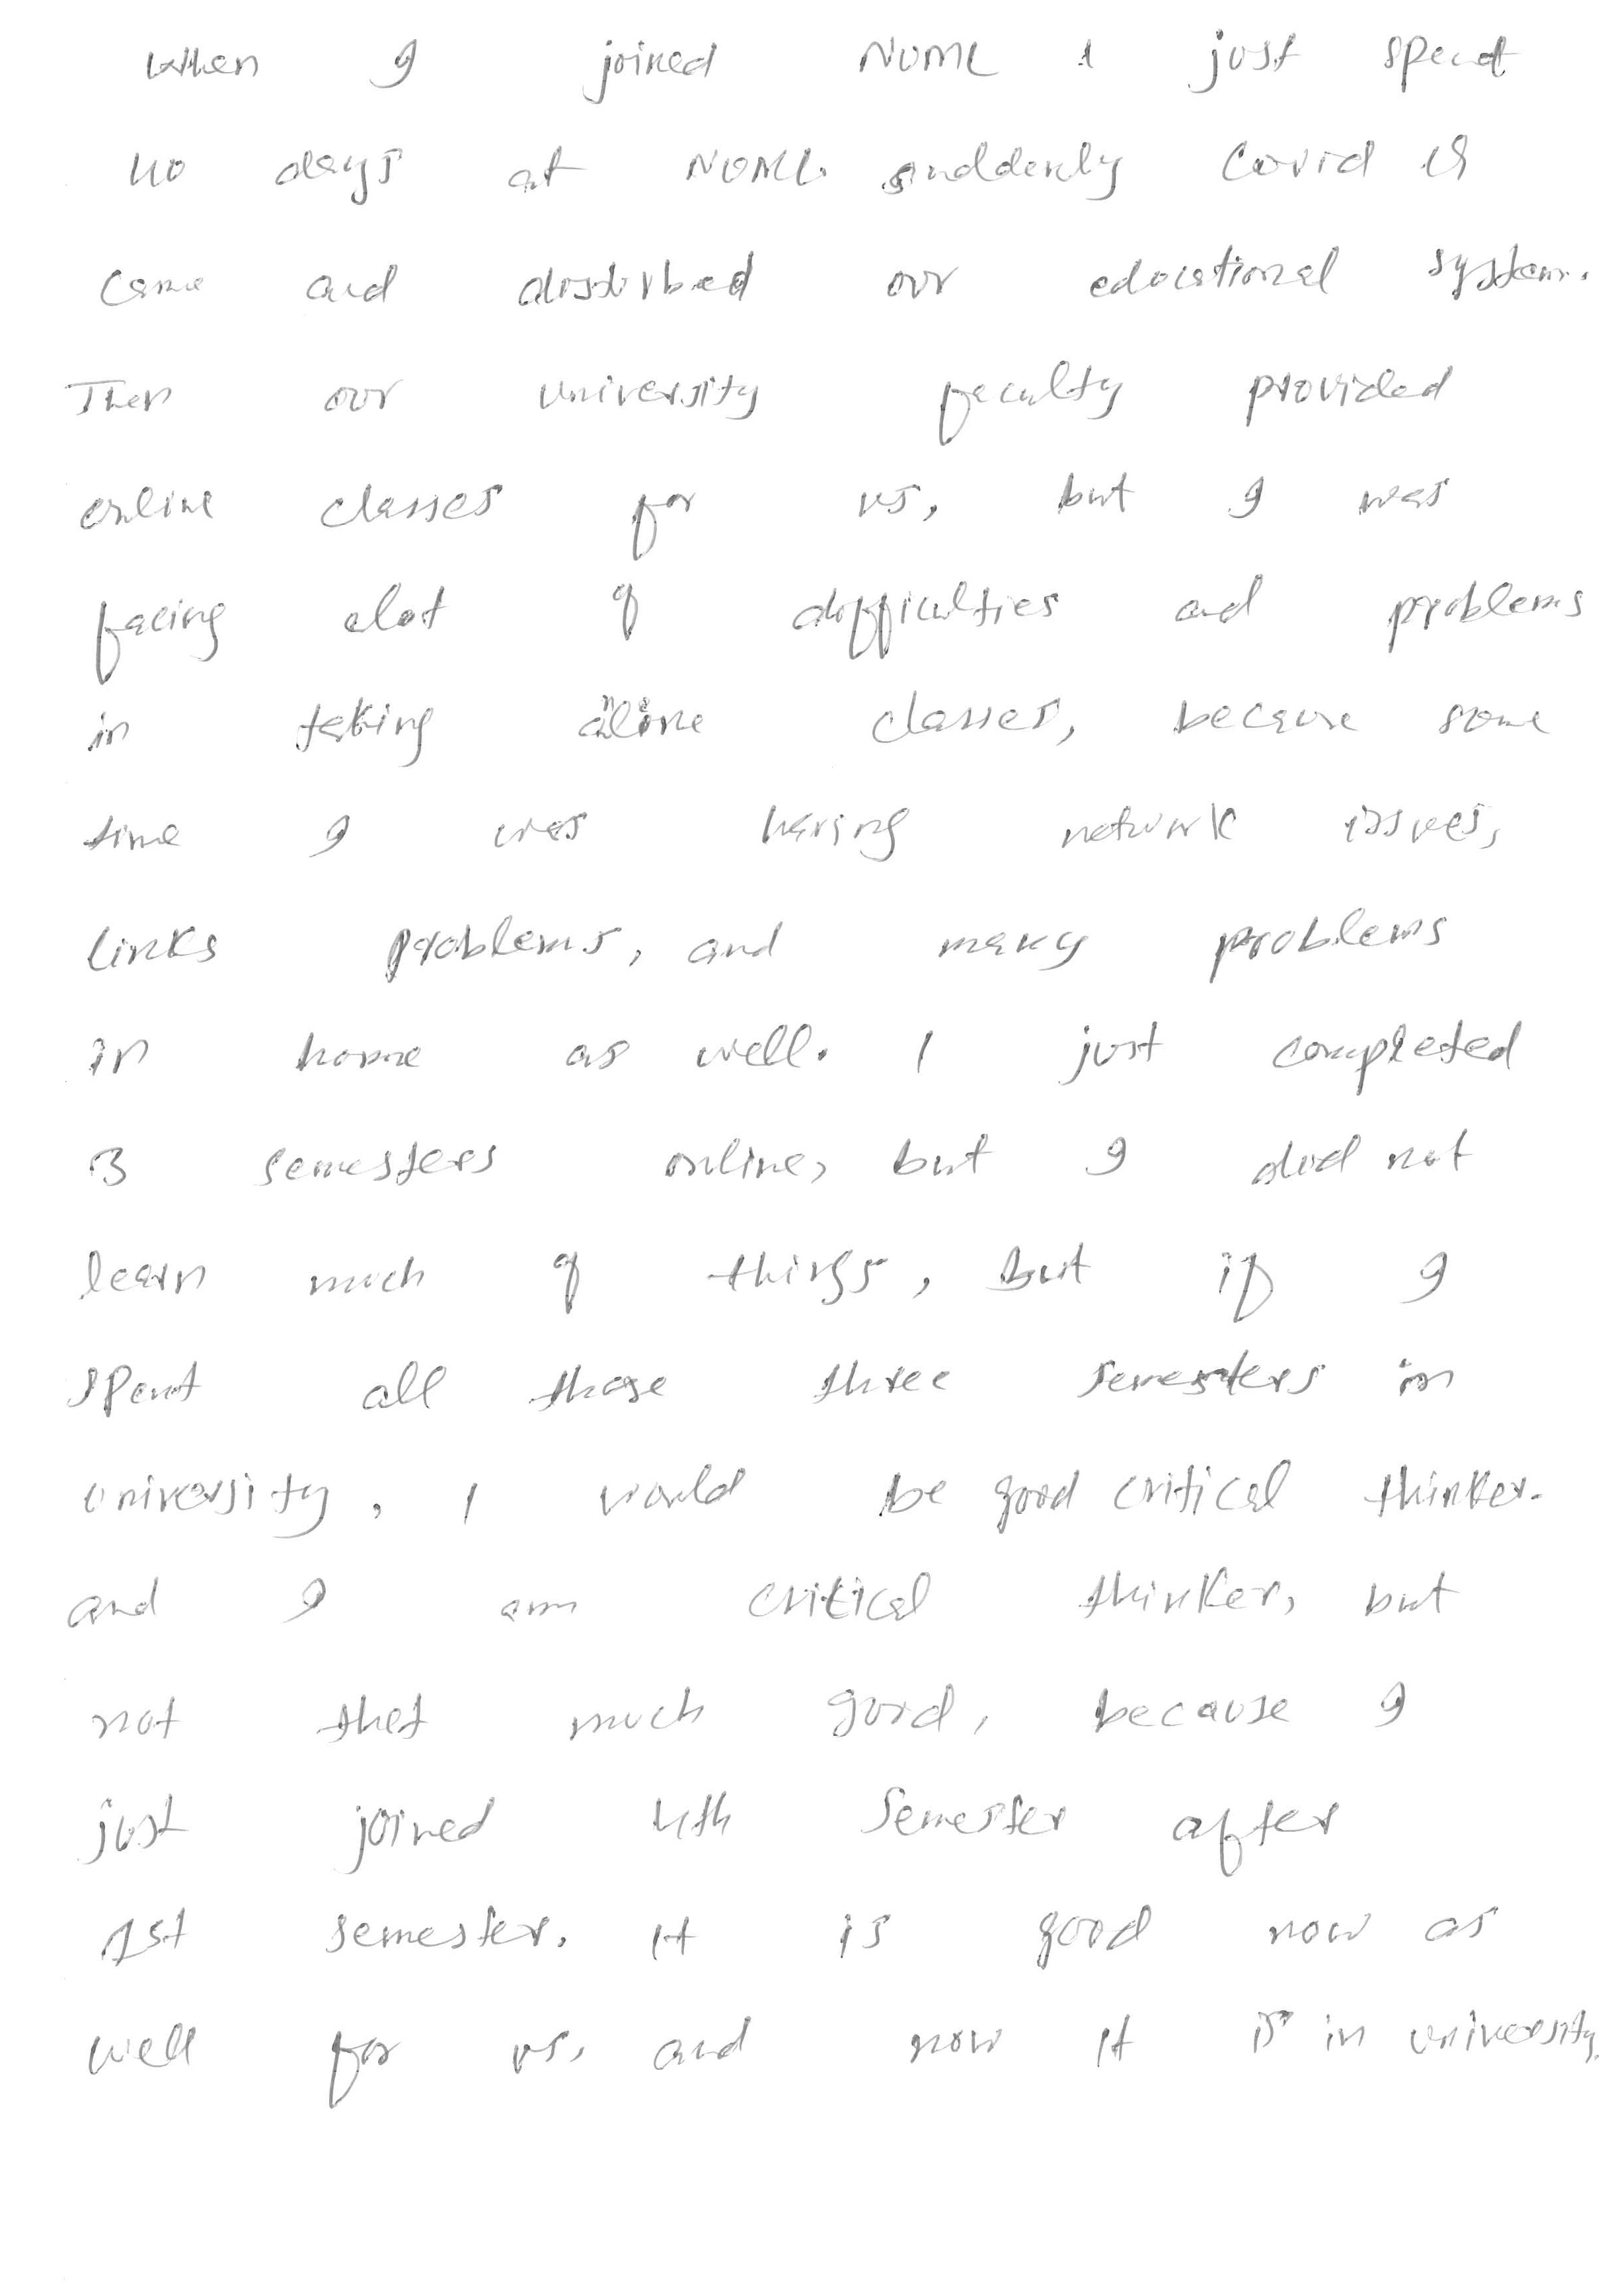 When I joined NUML I just spend
40 days at NUML. suddenly Covid 19
came and disturbed our educational system.
Then our university faculty provided
online classes for us, but I was
facing alot of difficulties and problems
in taking online classes, because some
time I was having network issues,
links problems, and many problems
in home as well. I just completed
3 semesters online, but I did not
learn much of things, But if I
spent all those three semesters in
university, I would be good critical thinker.
and I am critical thinker, but
not that much good, because I
just joined 4th Semester after
1st semester. It is good now as
well for us, and now it is in university.